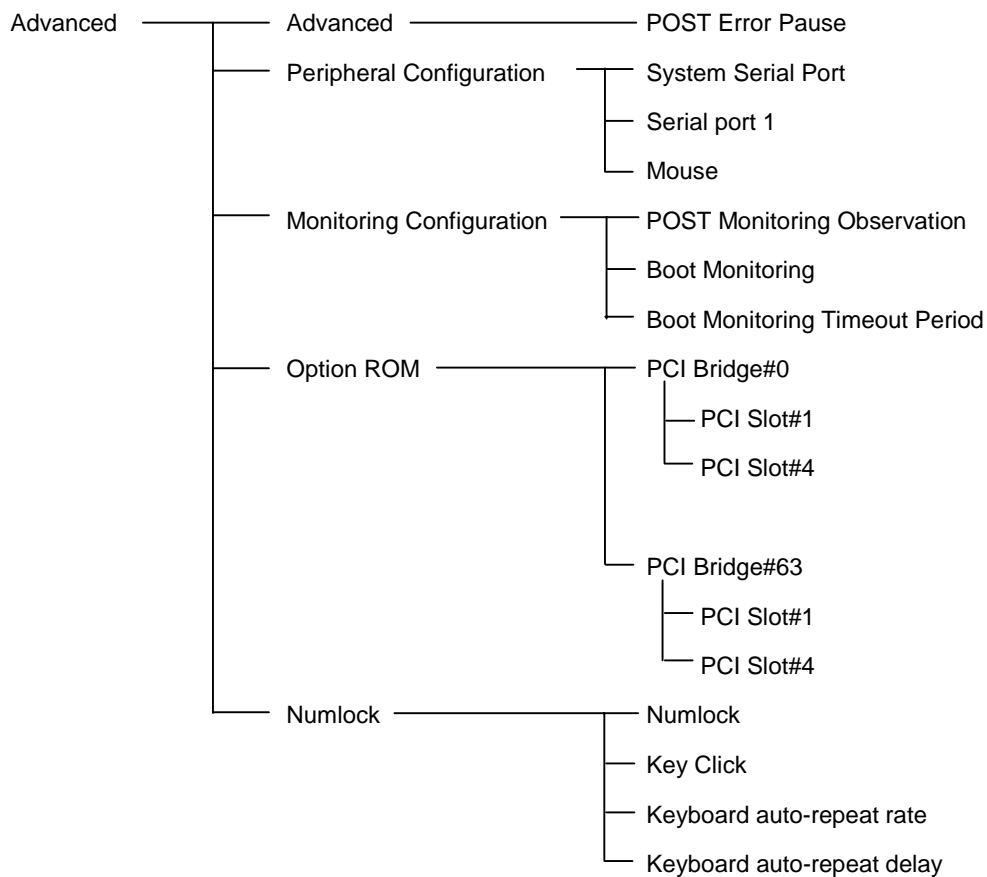 Advanced
Advanced
POST Error Pause
Peripheral Configuration
System Serial Port
Serial port 1
Mouse
Monitoring Configuration
POST Monitoring Observation
Boot Monitoring
Boot Monitoring Timeout Period
Option ROM
PCI Bridge#0
PCI Slot#1
PCI Slot#4
PCI Bridge#63
PCI Slot#1
PCI Slot#4
Numlock
Numlock
Key Click
Keyboard auto-repeat rate
Keyboard auto-repeat delay